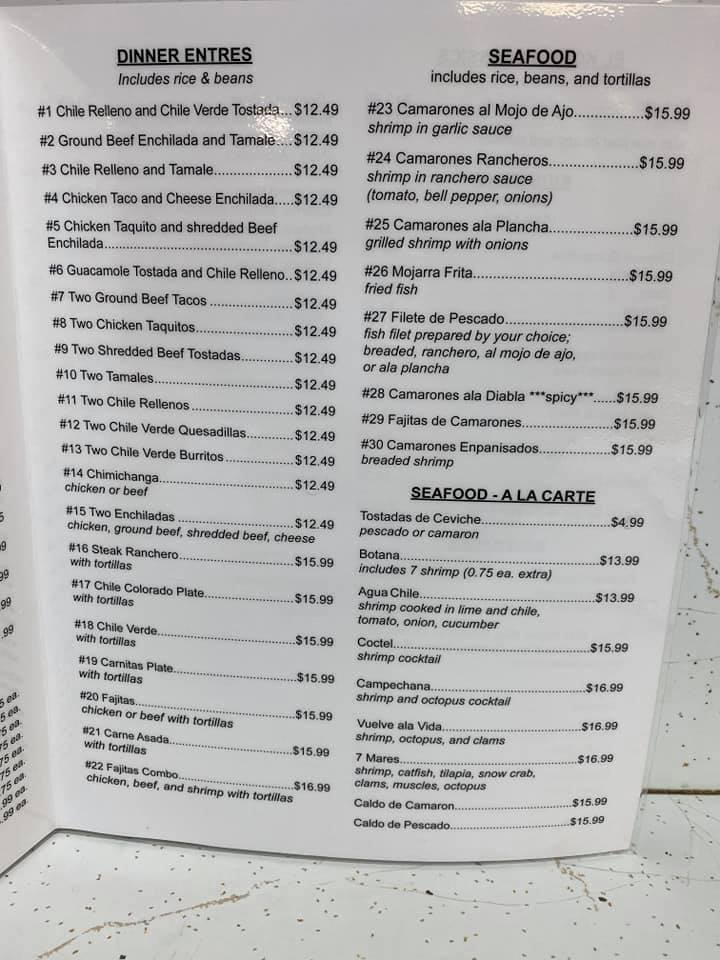 DINNER ENTRES
Includes rice & beans
#1 Chile Relleno and Chile Verde Tostada...$12.49
#2 Ground Beef Enchilada and Tamale....$12.49
#3 Chile Relleno and Tamale..................$12.49
#4 Chicken Taco and Cheese Enchilada.....$12.49
#5 Chicken Taquito and shredded Beef
Enchilada.............................................$12.49
#6 Guacamole Tostada and Chile Relleno..$12.49
#7 Two Ground Beef Tacos ....................$12.49
#8 Two Chicken Taquitos........................$12.49
#9 Two Shredded Beef Tostadas.............$12.49
#10 Two Tamales..................................$12.49
#11 Two Chile Rellenos .........................$12.49
#12 Two Chile Verde Quesadillas...........$12.49
#13 Two Chile Verde Burritos .................$12.49
#14 Chimichanga..................................$12.49
chicken or beef
#15 Two Enchiladas .............................$12.49
chicken, ground beef, shredded beef, cheese
#16 Steak Ranchero.............................$15.99
with tortillas
#17 Chile Colorado Plate......................$15.99
with tortillas
#18 Chile Verde...................................$15.99
with tortillas
#19 Carnitas Plate...............................$15.99
with tortillas
#20 Fajitas..........................................$15.99
chicken or beef with tortillas
#21 Carne Asada................................$15.99
with tortillas
#22 Fajitas Combo..............................$16.99
chicken, beef, and shrimp with tortillas
SEAFOOD
includes rice, beans, and tortillas
#23 Camarones al Mojo de Ajo................$15.99
shrimp in garlic sauce
#24 Camarones Rancheros.....................$15.99
shrimp in ranchero sauce
(tomato, bell pepper, onions)
#25 Camarones ala Plancha....................$15.99
grilled shrimp with onions
#26 Mojarra Frita......................................$15.99
fried fish
#27 Filete de Pescado.............................$15.99
fish filet prepared by your choice;
breaded, ranchero, al mojo de ajo,
or ala plancha
#28 Camarones ala Diabla ***spicy***......$15.99
#29 Fajitas de Camarones.......................$15.99
#30 Camarones Enpanisados..................$15.99
breaded shrimp
SEAFOOD - A LA CARTE
Tostadas de Ceviche................................$4.99
pescado or camaron
Botana..................................................$13.99
includes 7 shrimp (0.75 ea. extra)
Agua Chile............................................$13.99
shrimp cooked in lime and chile,
tomato, onion, cucumber
Coctel...................................................$15.99
shrimp cocktail
Campechana.......................................$16.99
shrimp and octopus cocktail
Vuelve ala Vida....................................$16.99
shrimp, octopus, and clams
7 Mares..............................................$16.99
shrimp, catfish, tilapia, snow crab,
clams, muscles, octopus
Caldo de Camaron..............................$15.99
Caldo de Pescado...............................$15.99